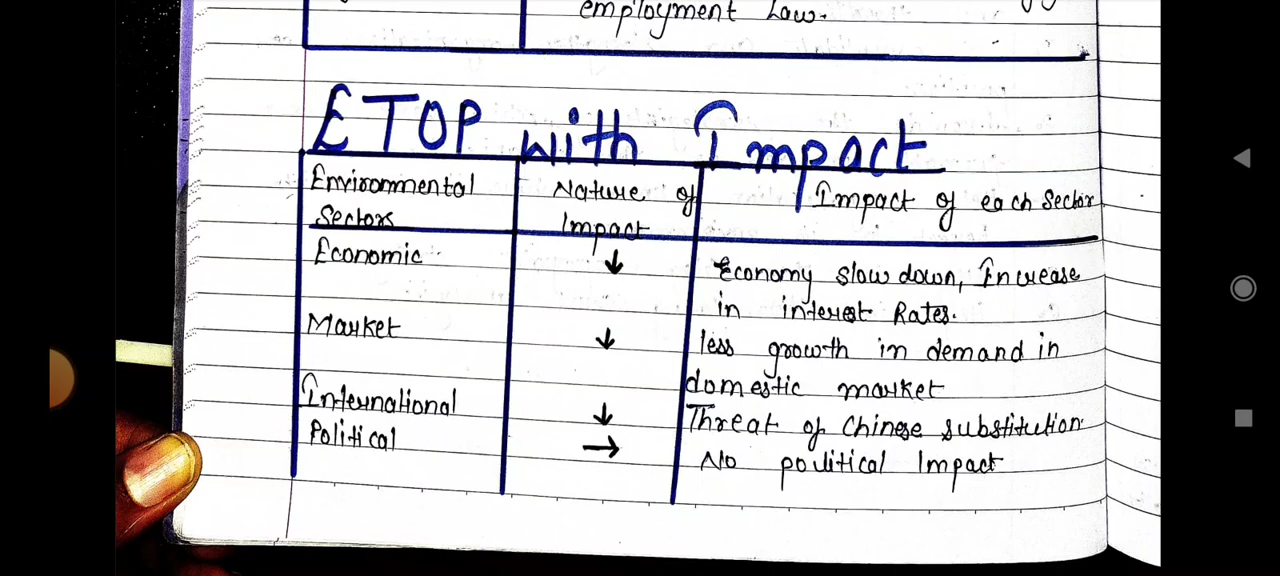 employment Law.
ETOP with Impact
Environmental Sectors
Nature of Impact
Impact of each Sector
Economic
↓
Economy slow down, Increase
in interest Rates.
Market
↓
less growth in demand in
domestic market
International
↓
Threat of Chinese substitution.
Political
→
No political Impact